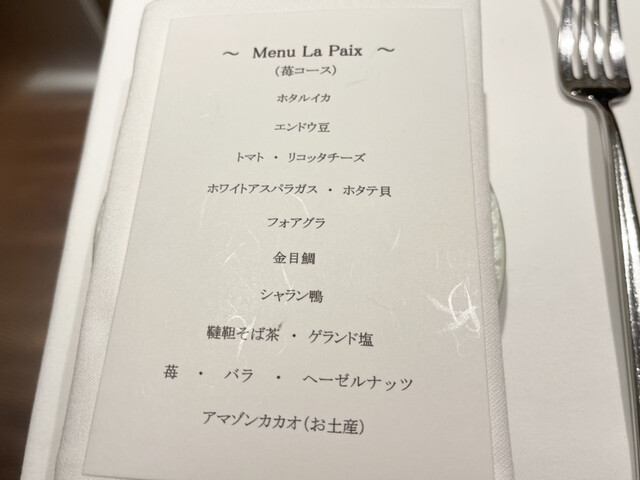 ～ Menu La Paix ～
（苺コース）
ホタルイカ
エンドウ豆
トマト ・ リコッタチーズ
ホワイトアスパラガス ・ ホタテ貝
フォアグラ
金目鯛
シャラン鴨
韃靼そば茶 ・ ゲランド塩
苺 ・ バラ ・ ヘーゼルナッツ
アマゾンカカオ（お土産）